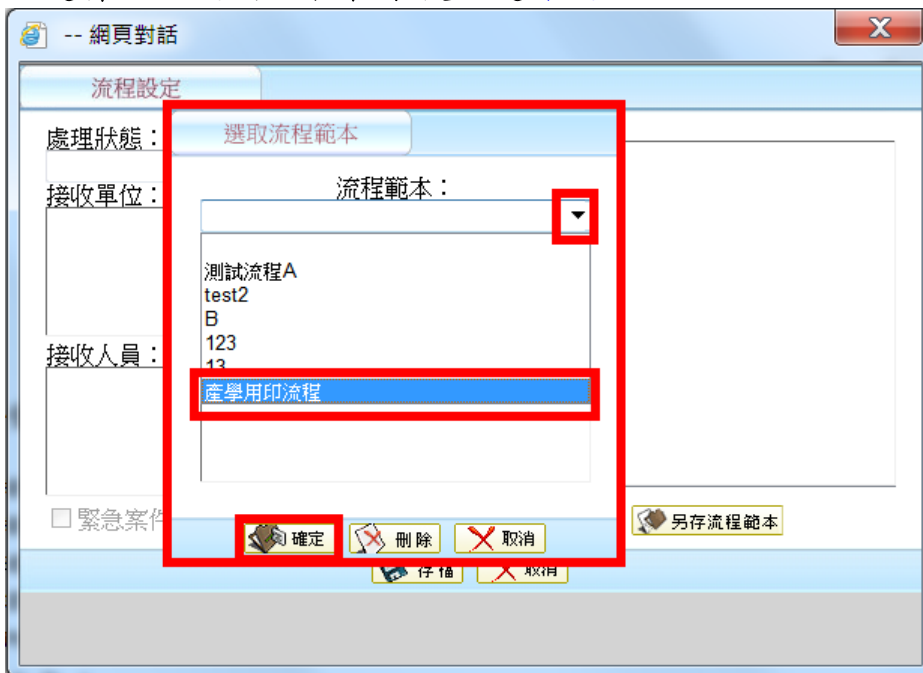 -- 網頁對話
流程設定
選取流程範本
處理狀態：
流程範本：
接收單位：
測試流程A
test2
B
123
13
接收人員：
產學用印流程
緊急案件
另存流程範本
確定
刪除
取消
存檔
取消